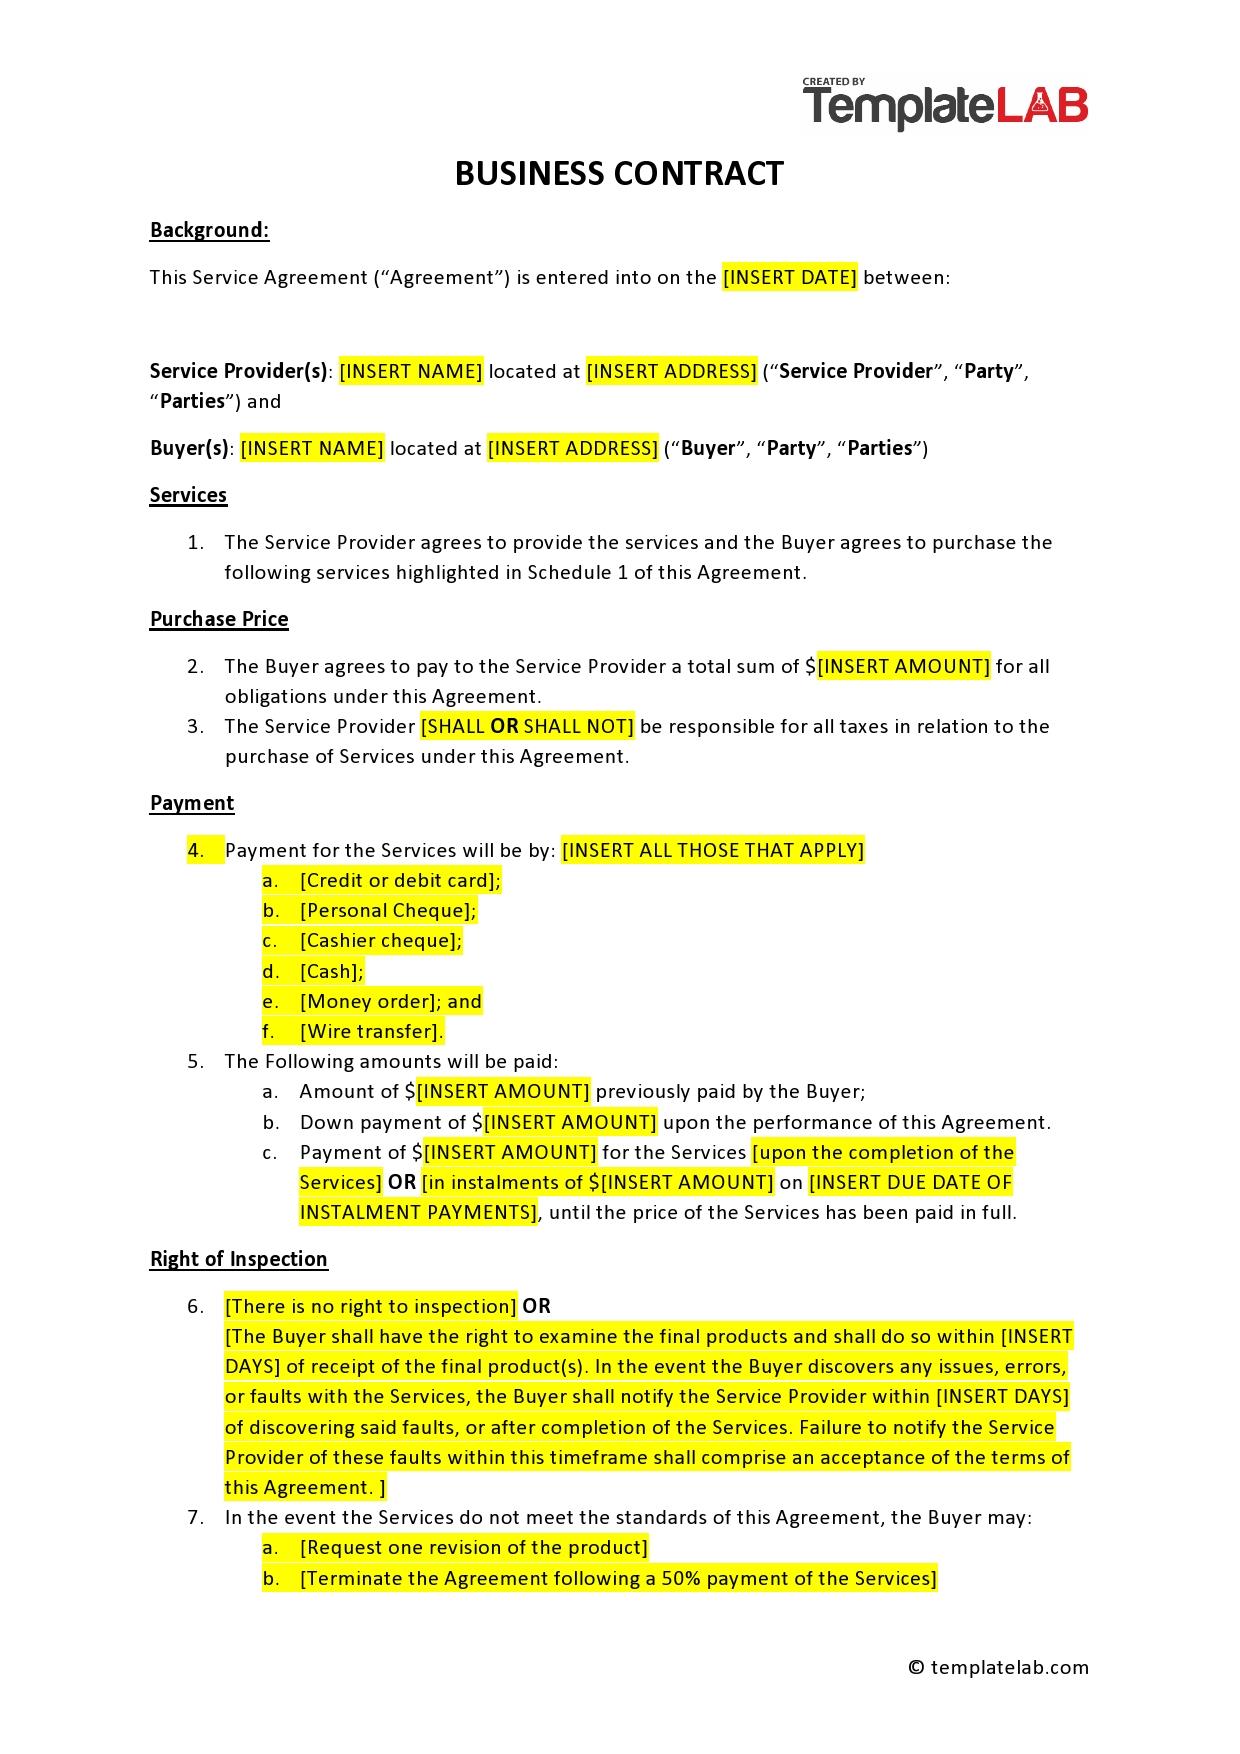 CREATED BY
TemplateLAB
BUSINESS CONTRACT
Background:
This Service Agreement (“Agreement”) is entered into on the [INSERT DATE] between:
Service Provider(s): [INSERT NAME] located at [INSERT ADDRESS] (“Service Provider”, “Party”,
“Parties”) and
Buyer(s): [INSERT NAME] located at [INSERT ADDRESS] (“Buyer”, “Party”, “Parties”)
Services
1. The Service Provider agrees to provide the services and the Buyer agrees to purchase the
following services highlighted in Schedule 1 of this Agreement.
Purchase Price
2. The Buyer agrees to pay to the Service Provider a total sum of $[INSERT AMOUNT] for all
obligations under this Agreement.
3. The Service Provider [SHALL OR SHALL NOT] be responsible for all taxes in relation to the
purchase of Services under this Agreement.
Payment
4. Payment for the Services will be by: [INSERT ALL THOSE THAT APPLY]
a. [Credit or debit card];
b. [Personal Cheque];
c. [Cashier cheque];
d. [Cash];
e. [Money order]; and
f. [Wire transfer].
5. The Following amounts will be paid:
a. Amount of $[INSERT AMOUNT] previously paid by the Buyer;
b. Down payment of $[INSERT AMOUNT] upon the performance of this Agreement.
c. Payment of $[INSERT AMOUNT] for the Services [upon the completion of the
Services] OR [in instalments of $[INSERT AMOUNT] on [INSERT DUE DATE OF
INSTALMENT PAYMENTS], until the price of the Services has been paid in full.
Right of Inspection
6. [There is no right to inspection] OR
[The Buyer shall have the right to examine the final products and shall do so within [INSERT
DAYS] of receipt of the final product(s). In the event the Buyer discovers any issues, errors,
or faults with the Services, the Buyer shall notify the Service Provider within [INSERT DAYS]
of discovering said faults, or after completion of the Services. Failure to notify the Service
Provider of these faults within this timeframe shall comprise an acceptance of the terms of
this Agreement. ]
7. In the event the Services do not meet the standards of this Agreement, the Buyer may:
a. [Request one revision of the product]
b. [Terminate the Agreement following a 50% payment of the Services]
© templatelab.com